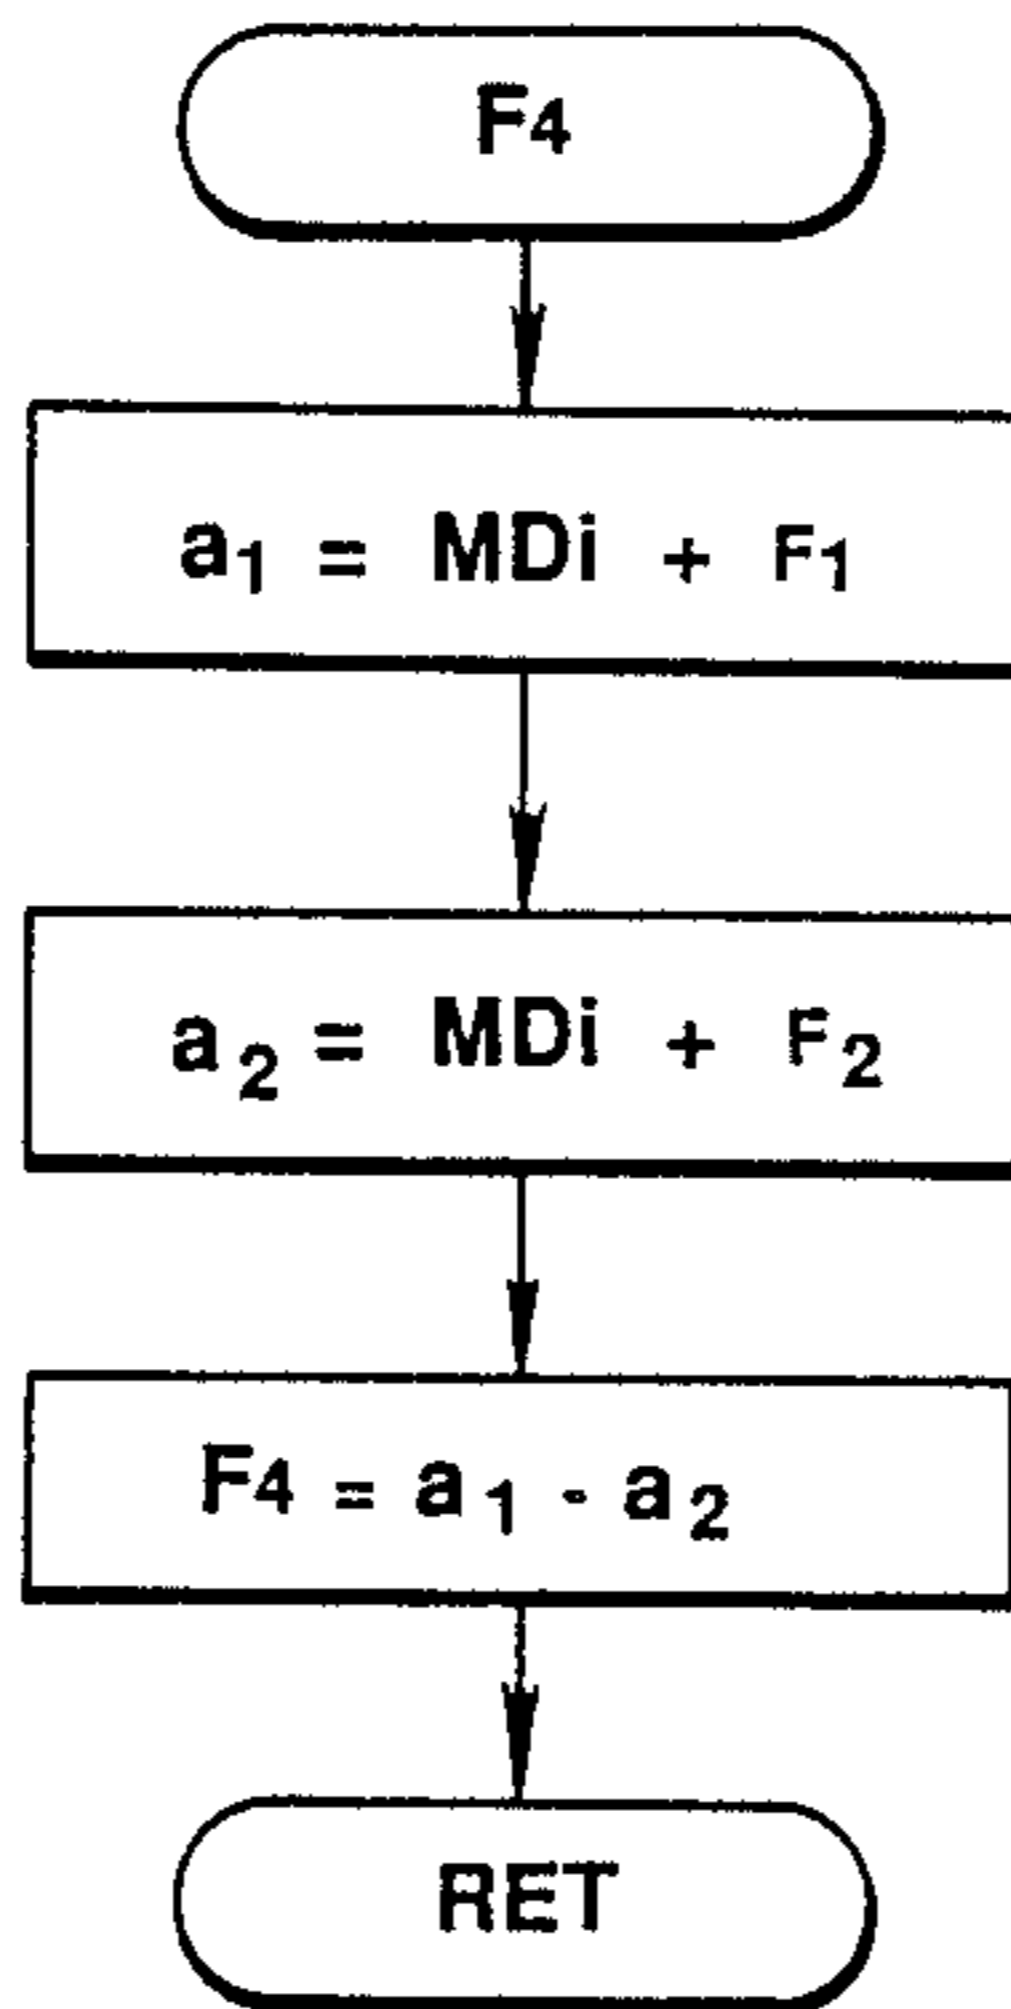 F4
a1 = MDi + F1
a2 = MDi + F2
F4 = a1 - a2
RET